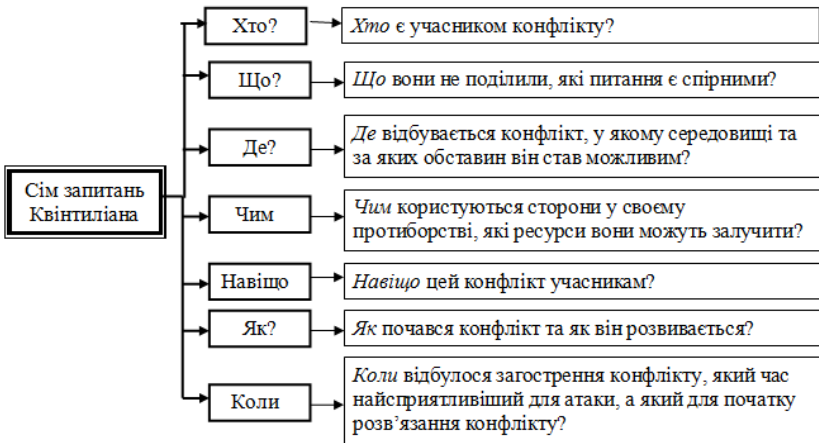 Сім запитань
Квінтиліана
Хто?
Хто є учасником конфлікту?
Що?
Що вони не поділили, які питання є спірними?
Де?
Де відбувається конфлікт, у якому середовищі та
за яких обставин він став можливим?
Чим
Чим користуються сторони у своєму
протиборстві, які ресурси вони можуть залучити?
Навіщо
Навіщо цей конфлікт учасникам?
Як?
Як почався конфлікт та як він розвивається?
Коли
Коли відбулося загострення конфлікту, який час
найсприятливіший для атаки, а який для початку
розв’язання конфлікту?